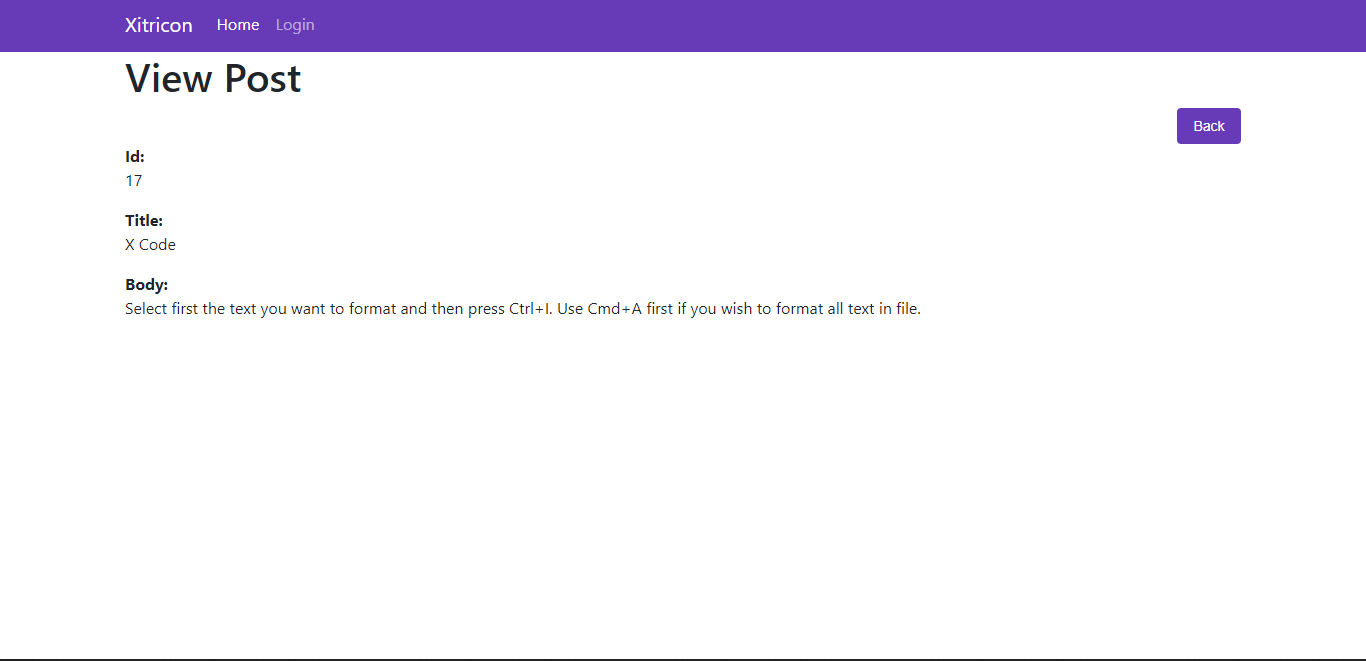 Xitricon Home Login
View Post
Back
Id:
17
Title:
X Code
Body:
Select first the text you want to format and then press Ctrl+I. Use Cmd+A first if you wish to format all text in file.